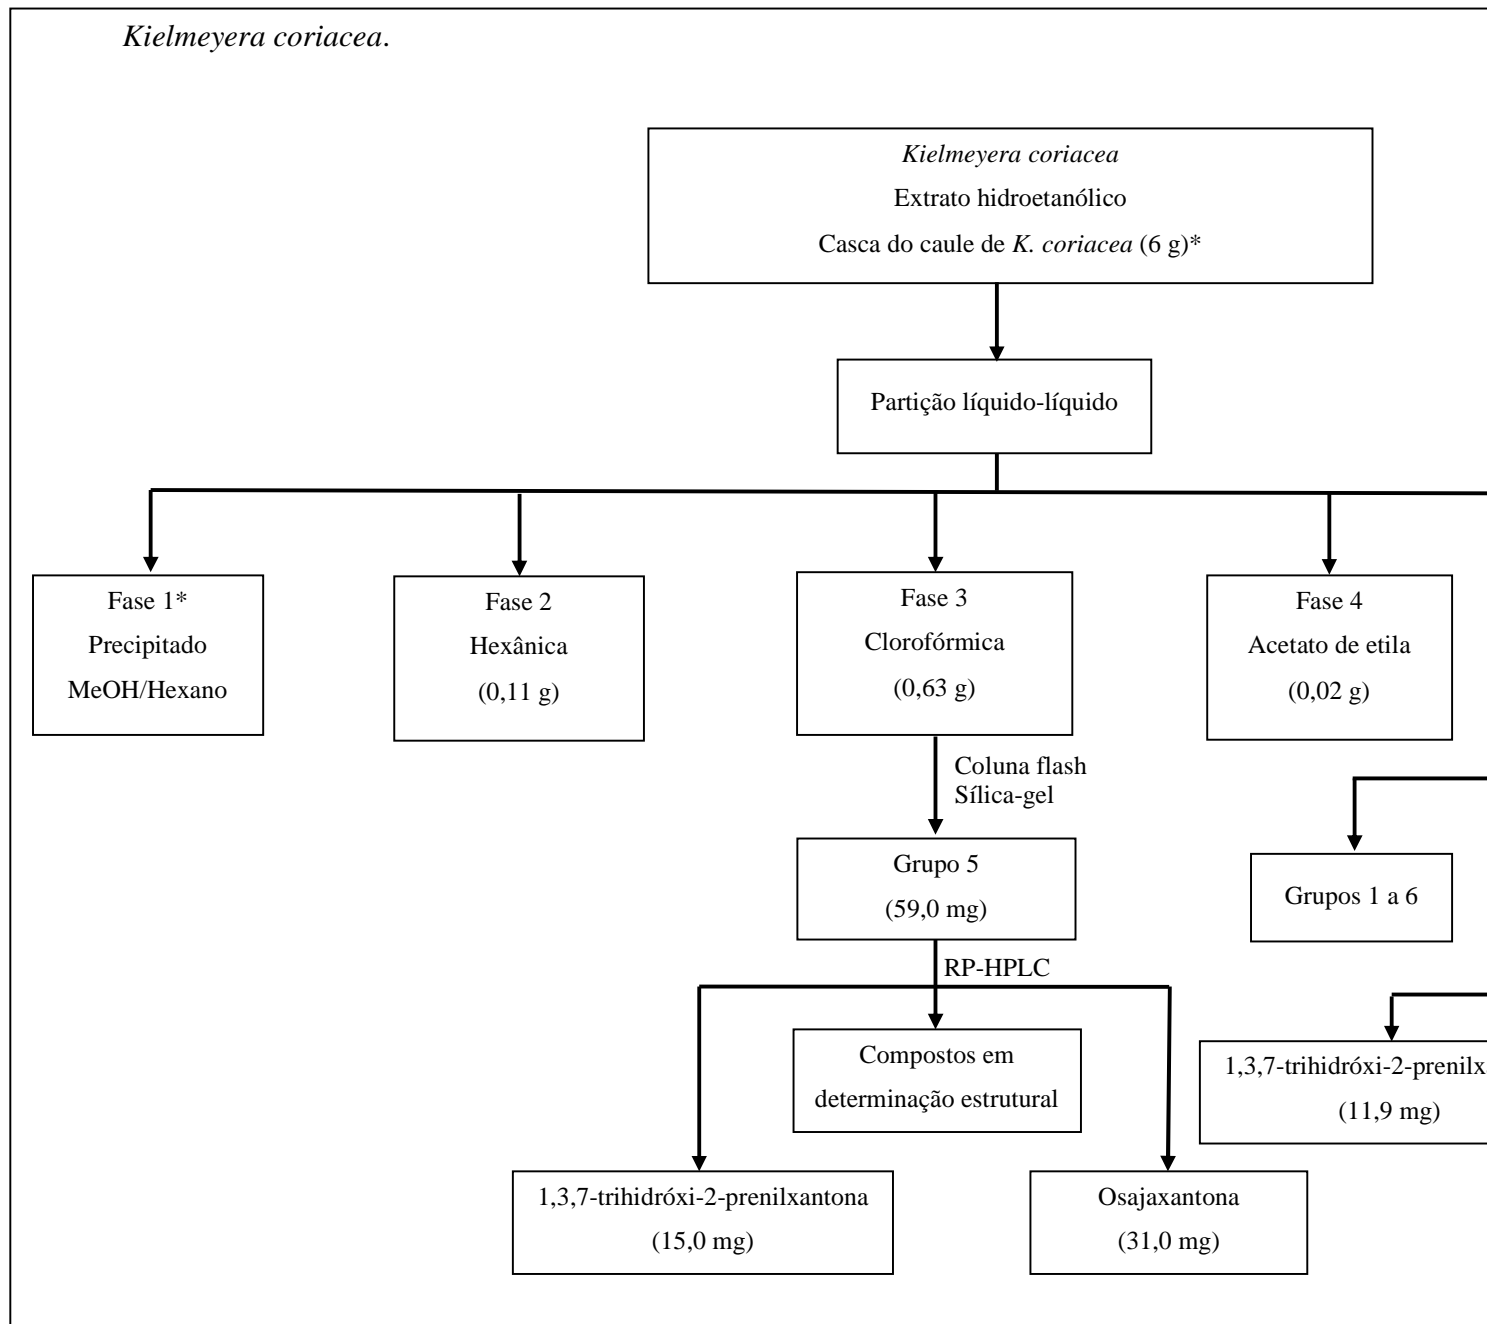 Kielmeyera coriacea.
Kielmeyera coriacea
Extrato hidroetanólico
Casca do caule de K. coriacea (6 g)*
Partição líquido-líquido
Fase 1*
Precipitado
MeOH/Hexano
Fase 2
Hexânica
(0,11 g)
Fase 3
Clorofórmica
(0,63 g)
Fase 4
Acetato de etila
(0,02 g)
Coluna flash
Sílica-gel
Grupo 5
(59,0 mg)
Grupos 1 a 6
RP-HPLC
Compostos em
determinação estrutural
1,3,7-trihidróxi-2-prenilx
(11,9 mg)
1,3,7-trihidróxi-2-prenilxantona
(15,0 mg)
Osajaxantona
(31,0 mg)